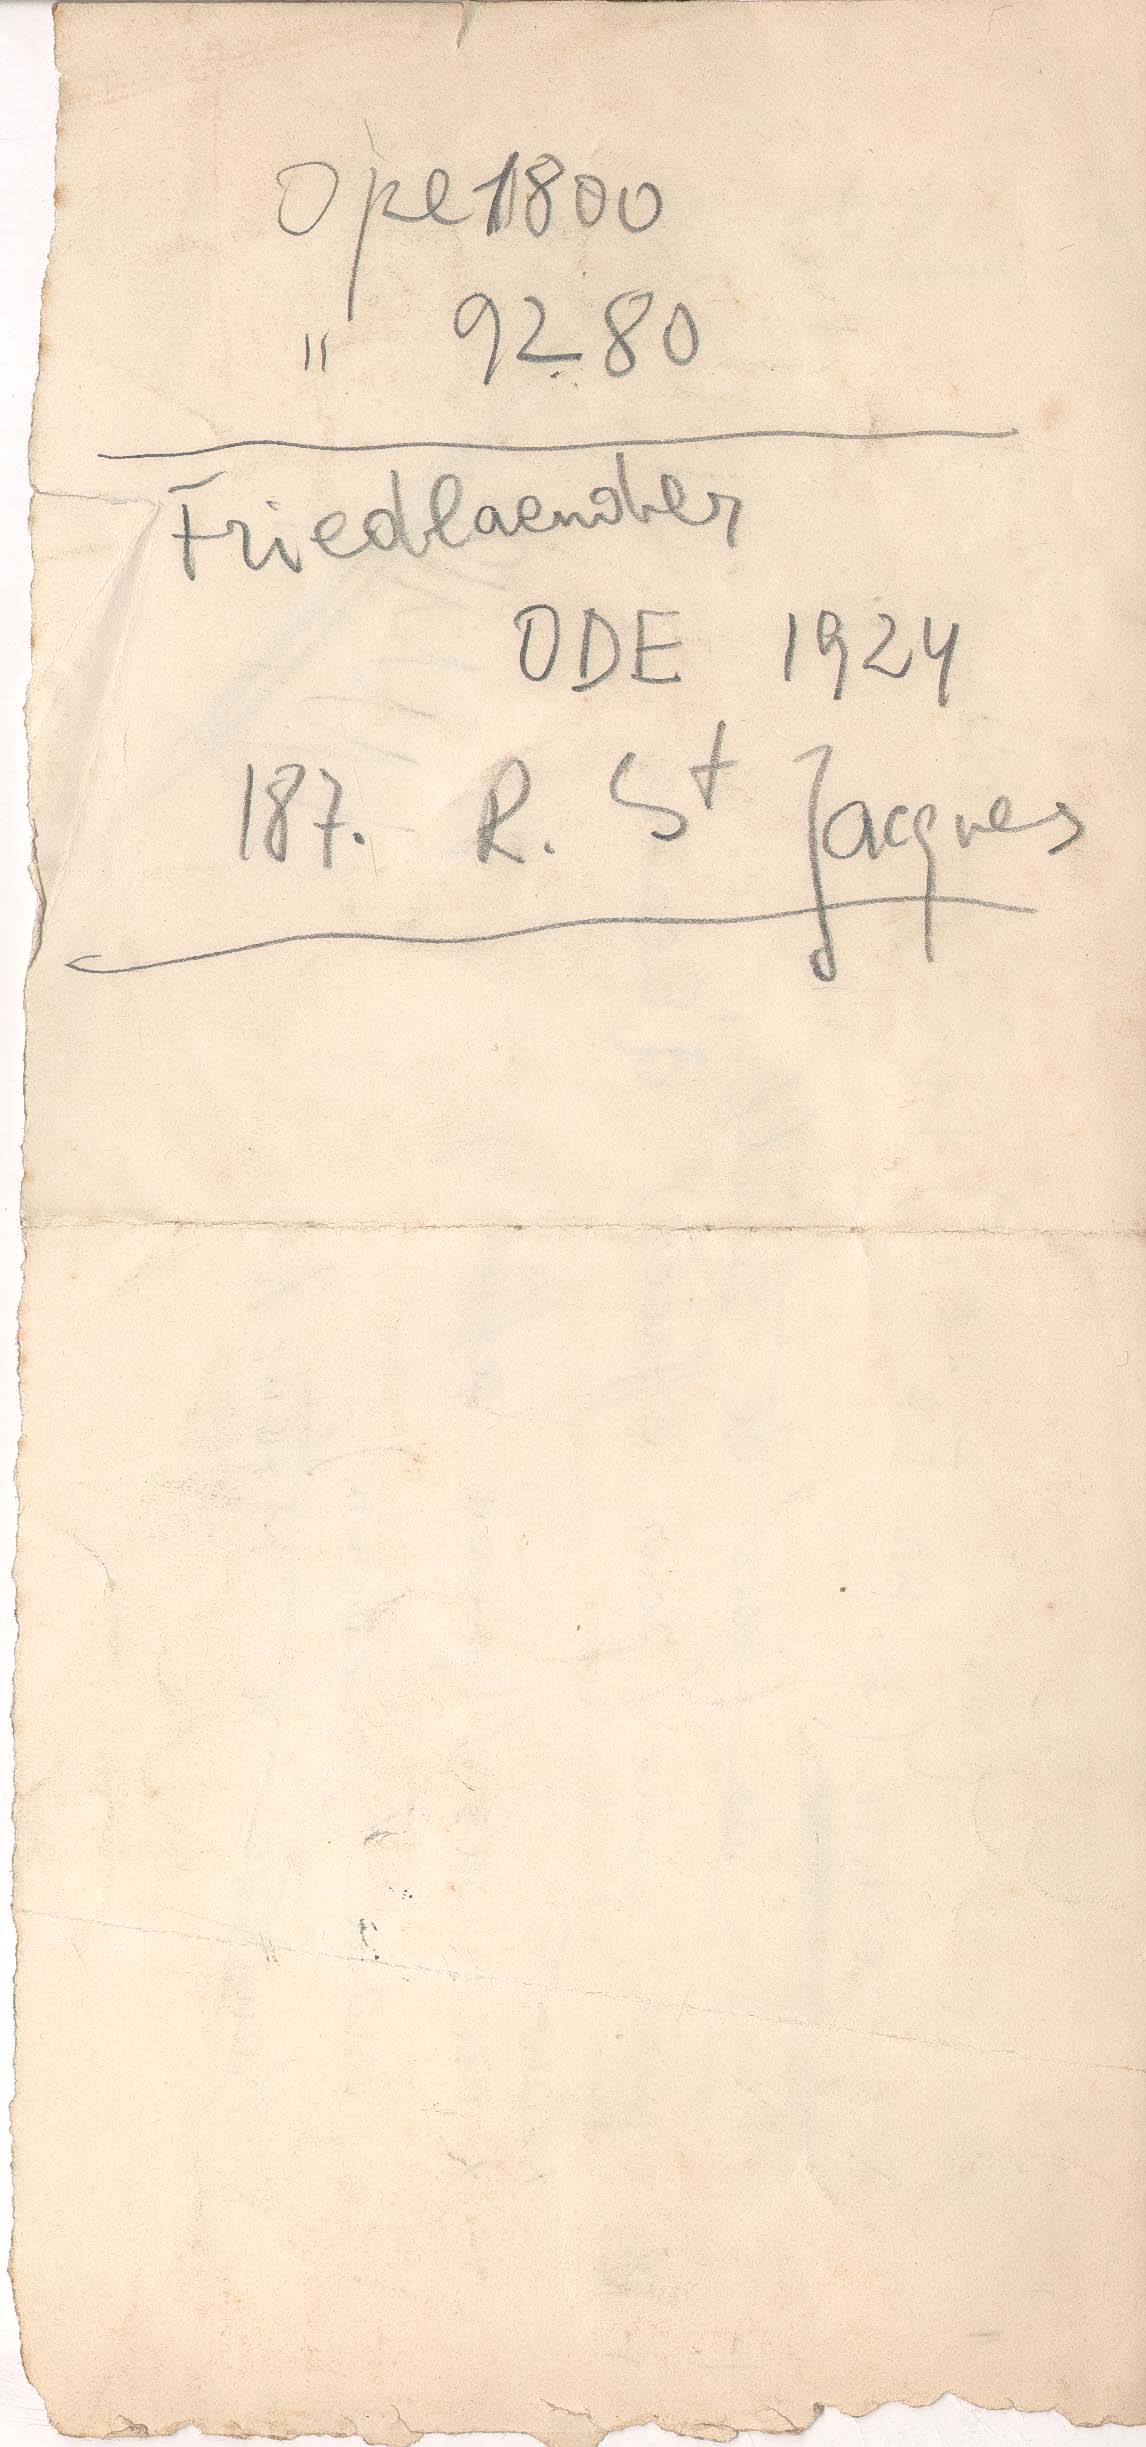 Ope 1800
" 92 80
Friedlaender
ODE 1924
187. R. St Jacques